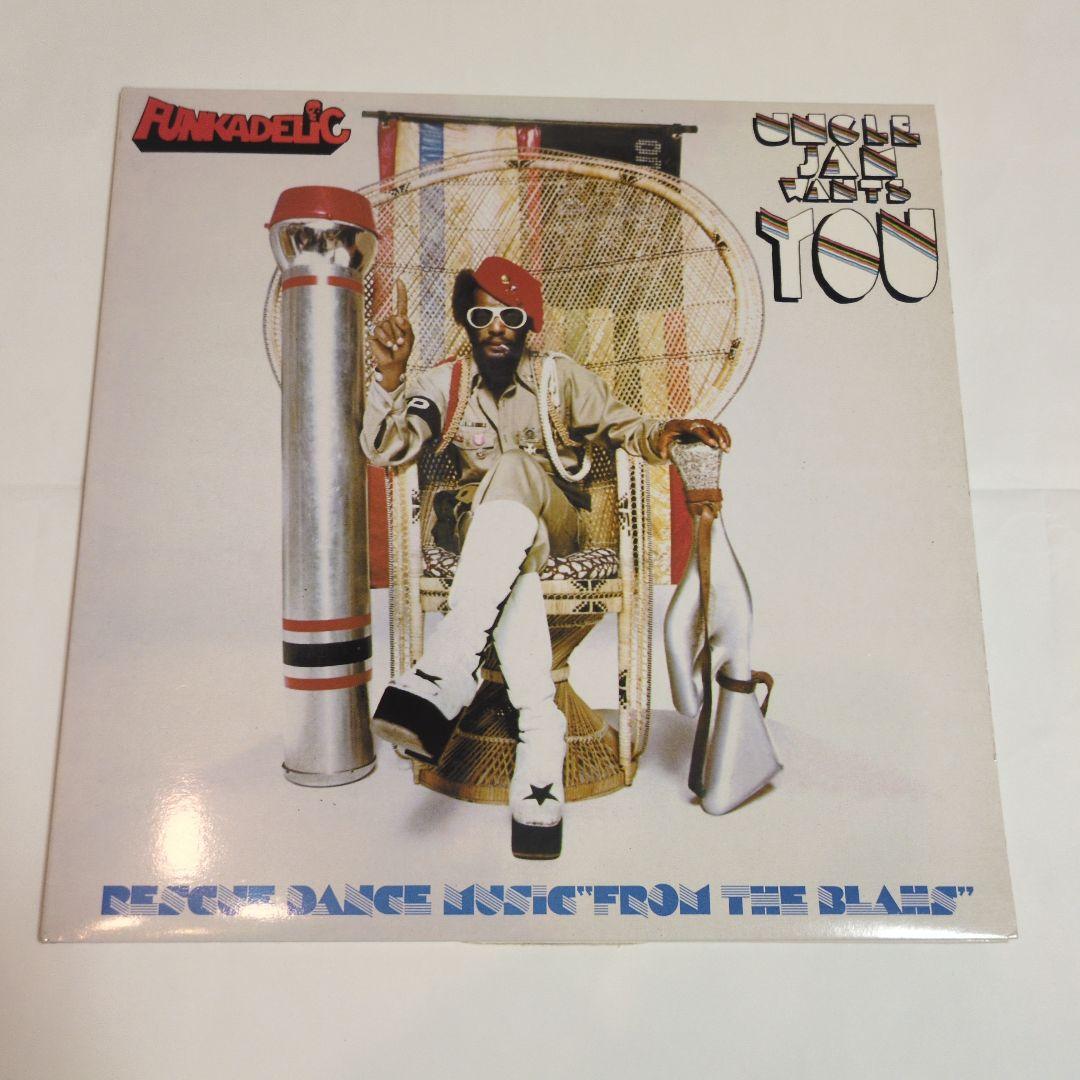 FUNKADELIC
UNCLE
JAM
WANTS
YOU
P
RESCUE DANCE MUSIC "FROM THE BLAHS"